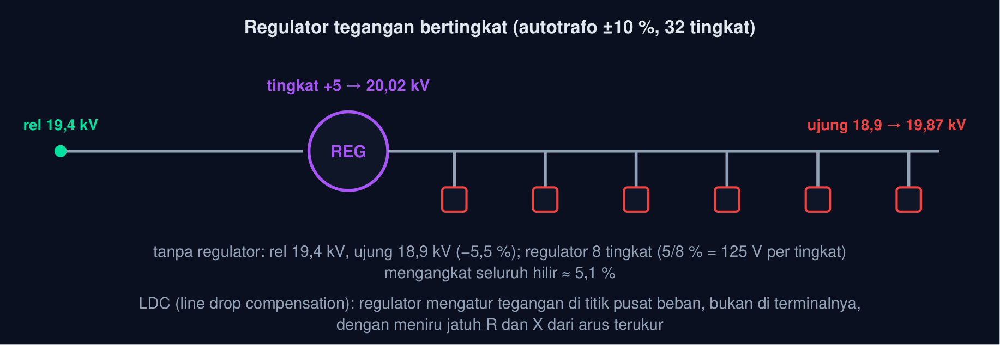 Regulator tegangan bertingkat (autotrafo ±10 %, 32 tingkat)
tingkat +5 → 20,02 kV
rel 19,4 kV
ujung 18,9 → 19,87 kV
REG
tanpa regulator: rel 19,4 kV, ujung 18,9 kV (−5,5 %); regulator 8 tingkat (5/8 % = 125 V per tingkat)
mengangkat seluruh hilir ≈ 5,1 %
LDC (line drop compensation): regulator mengatur tegangan di titik pusat beban, bukan di terminalnya,
dengan meniru jatuh R dan X dari arus terukur